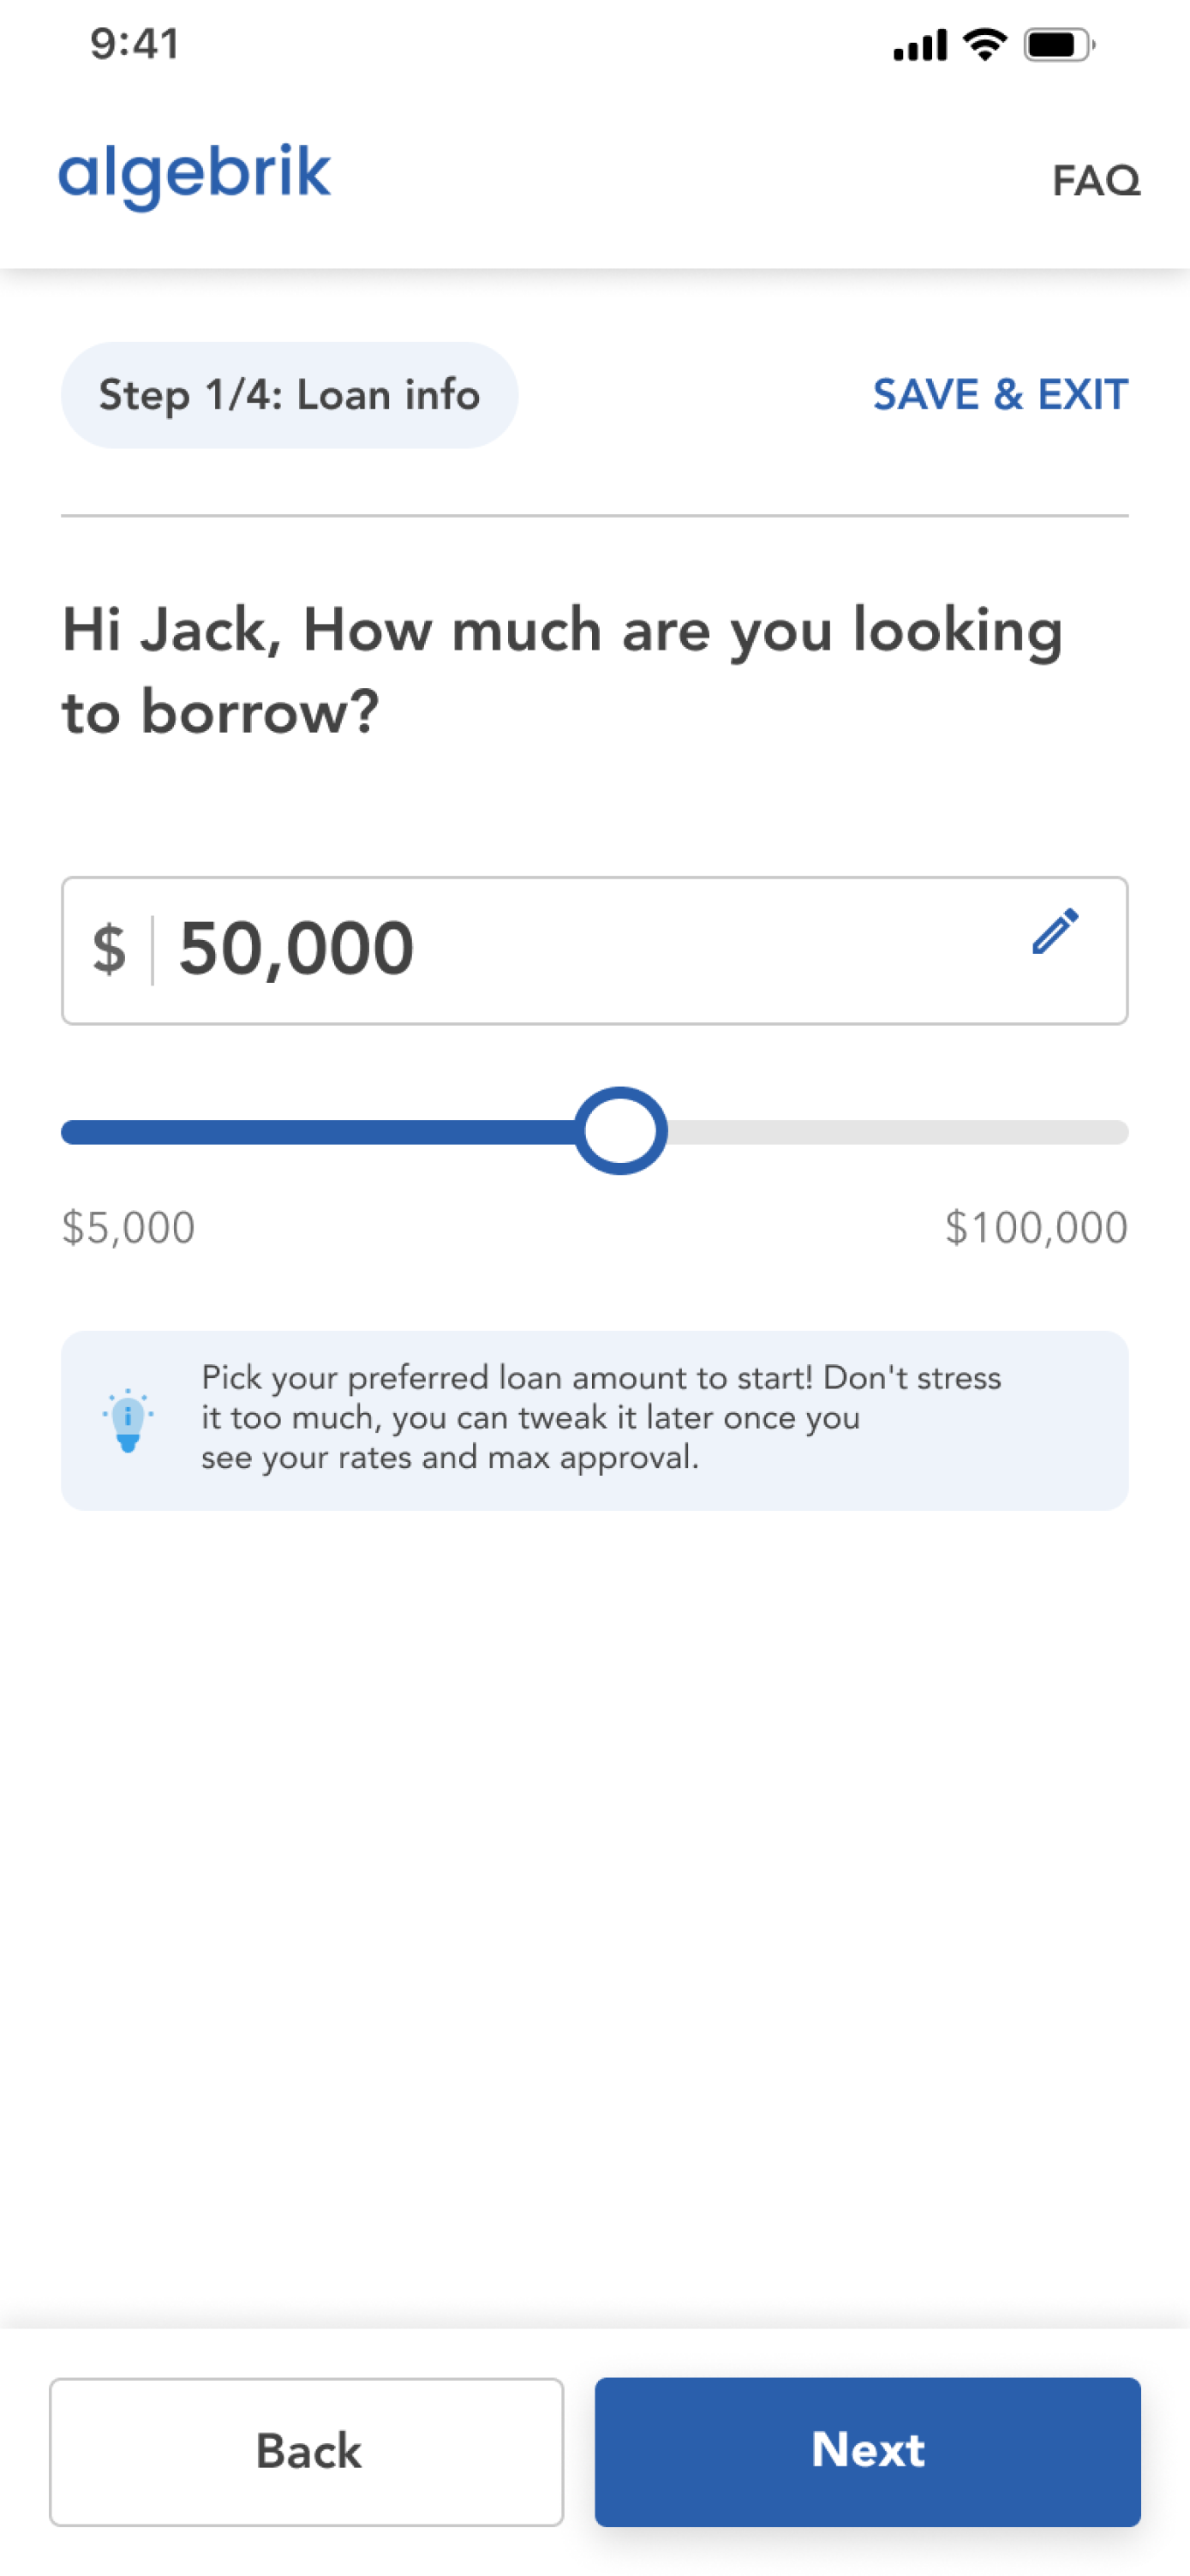 9:41
algebrik
FAQ
Step 1/4: Loan info
SAVE & EXIT
Hi Jack, How much are you looking
to borrow?
$ 50,000
$5,000
$100,000
Pick your preferred loan amount to start! Don't stress
it too much, you can tweak it later once you
see your rates and max approval.
Back
Next